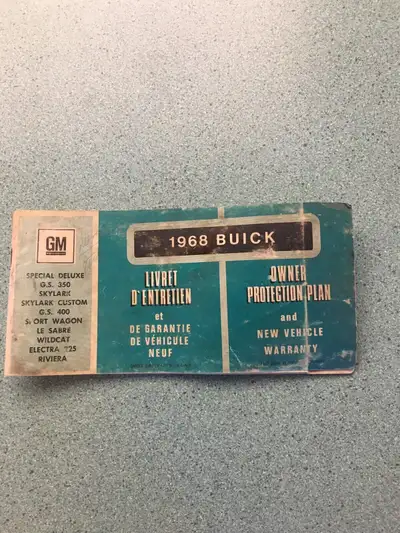 GM
SPECIAL DELUXE
G.S. 350
SKYLARK
SKYLARK CUSTOM
G.S. 400
SPORT WAGON
LE SABRE
WILDCAT
ELECTRA 225
RIVIERA
1968 BUICK
LIVRET
D'ENTRETIEN
et
DE GARANTIE
DE VÉHICULE
NEUF
OWNER
PROTECTION PLAN
and
NEW VEHICLE
WARRANTY